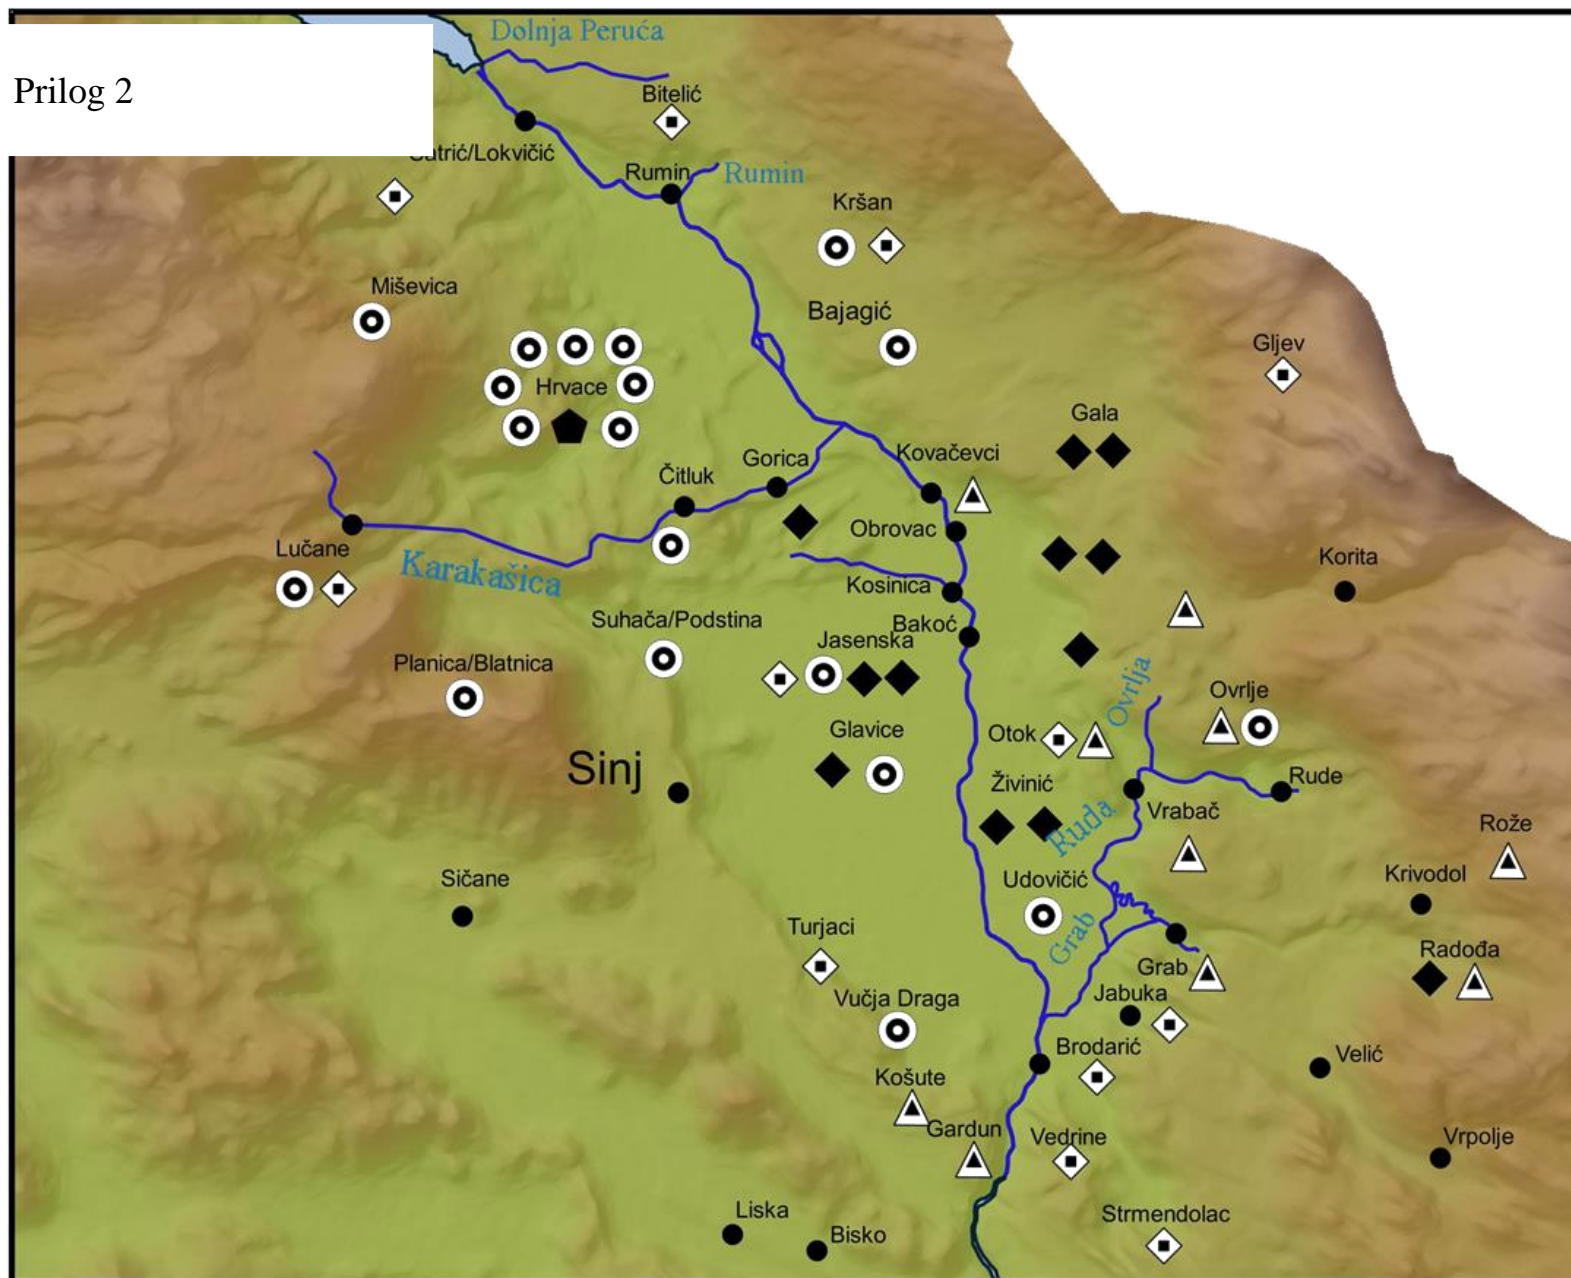 Dolnja Peruća
Prilog 2
Bitelić
Satrić/Lokvičić
Rumin
Rumin
Kršan
Miševica
Bajagić
Gljev
Hrvace
Gala
Kovačevci
Gorica
Čitluk
Obrovac
Lučane
Korita
Karakašica
Kosinica
Suhača/Podstina
Bakoć
Jasenska
Planica/Blatnica
Ovrlja
Ovrlje
Glavice
Otok
Sinj
Rude
Živinić
Vrabač
Ruda
Rože
Sičane
Udovičić
Krivodol
Turjaci
Grab
Radođa
Grab
Jabuka
Vučja Draga
Brodarić
Velić
Košute
Gardun
Vedrine
Vrpolje
Liska
Strmendolac
Bisko